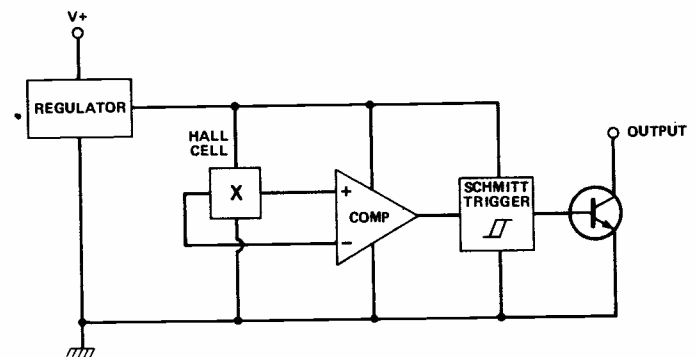 V+
REGULATOR
HALL
CELL
X
+
COMP
−
SCHMITT
TRIGGER
OUTPUT